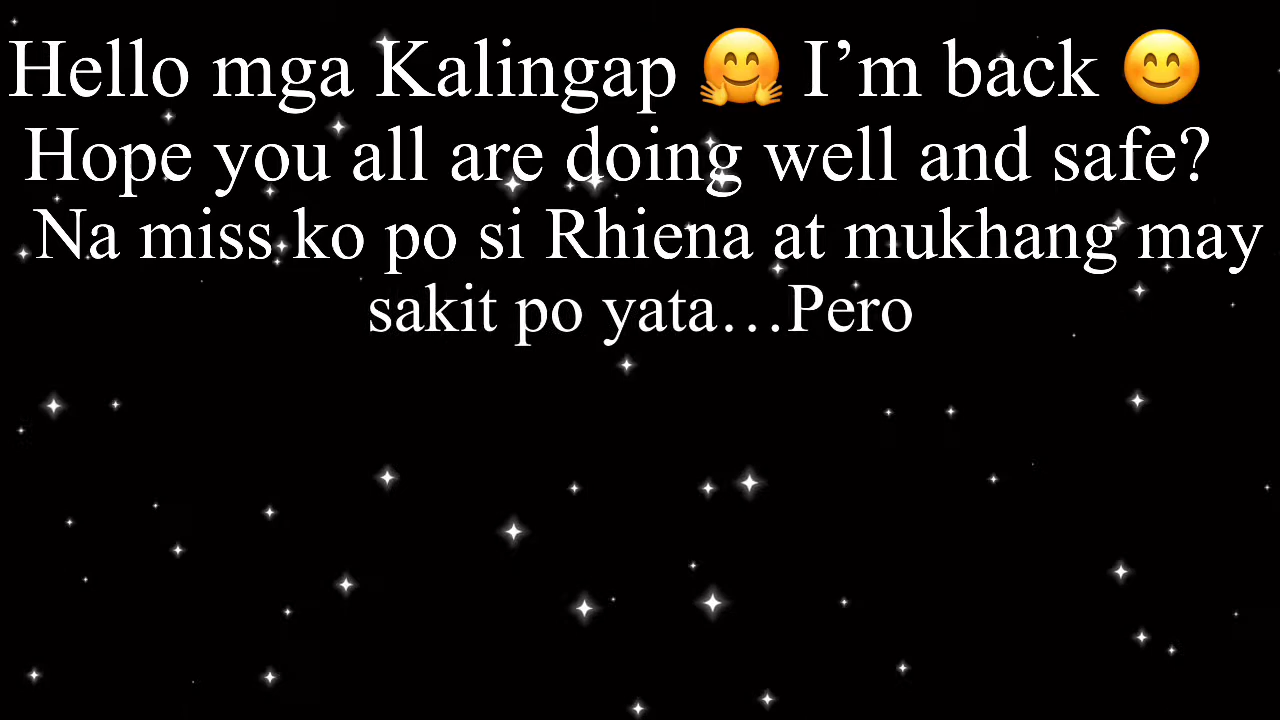 Hello mga Kalingap 🤗 I’m back 😊
Hope you all are doing well and safe?
Na miss ko po si Rhiena at mukhang may
sakit po yata…Pero